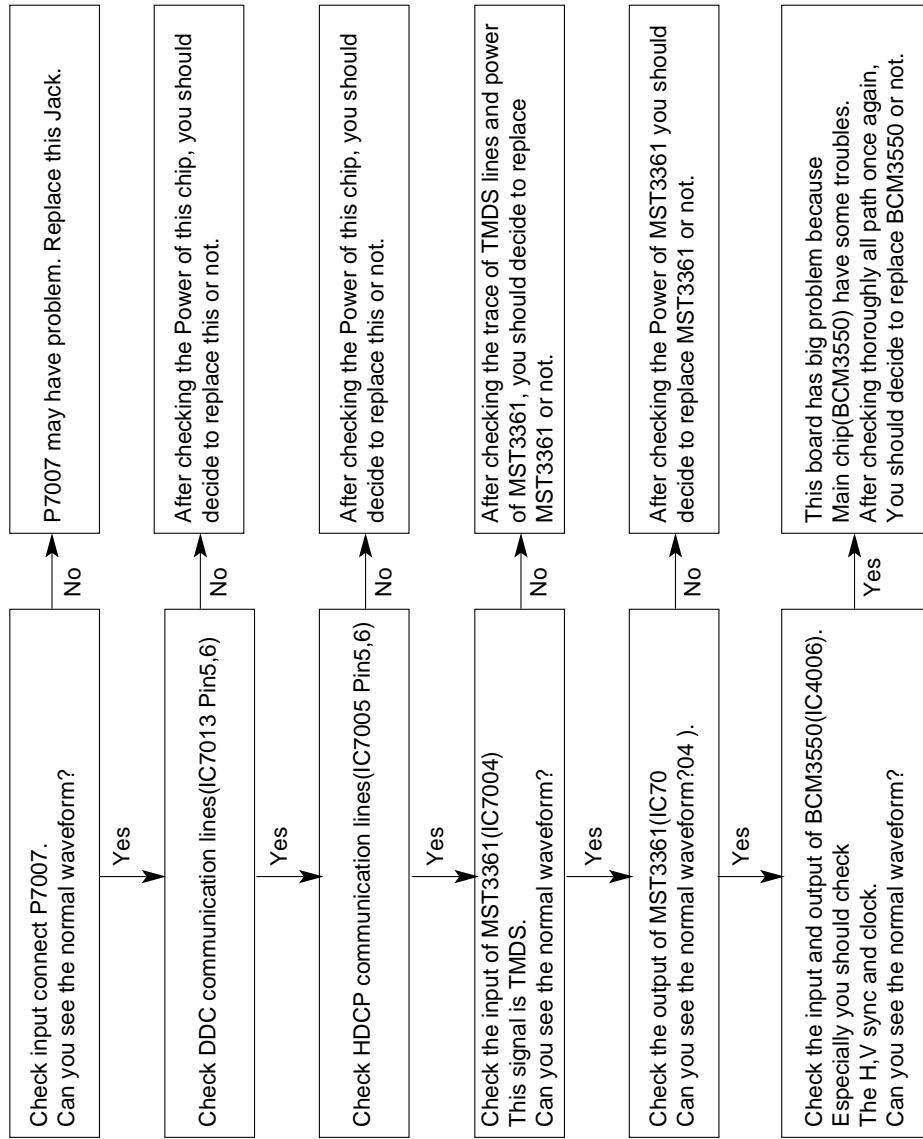 Check input connect P7007.
Can you see the normal waveform?
No
P7007 may have problem. Replace this Jack.
Yes
Check DDC communication lines(IC7013 Pin5,6)
No
After checking the Power of this chip, you should
decide to replace this or not.
Yes
Check HDCP communication lines(IC7005 Pin5,6)
No
After checking the Power of this chip, you should
decide to replace this or not.
Yes
Check the input of MST3361(IC7004)
This signal is TMDS.
Can you see the normal waveform?
No
After checking the trace of TMDS lines and power
of MST3361, you should decide to replace
MST3361 or not.
Yes
Check the output of MST3361(IC70
Can you see the normal waveform?04 ).
No
After checking the Power of MST3361 you should
decide to replace MST3361 or not.
Yes
Check the input and output of BCM3550(IC4006).
Especially you should check
The H,V sync and clock.
Can you see the normal waveform?
Yes
This board has big problem because
Main chip(BCM3550) have some troubles.
After checking thoroughly all path once again,
You should decide to replace BCM3550 or not.